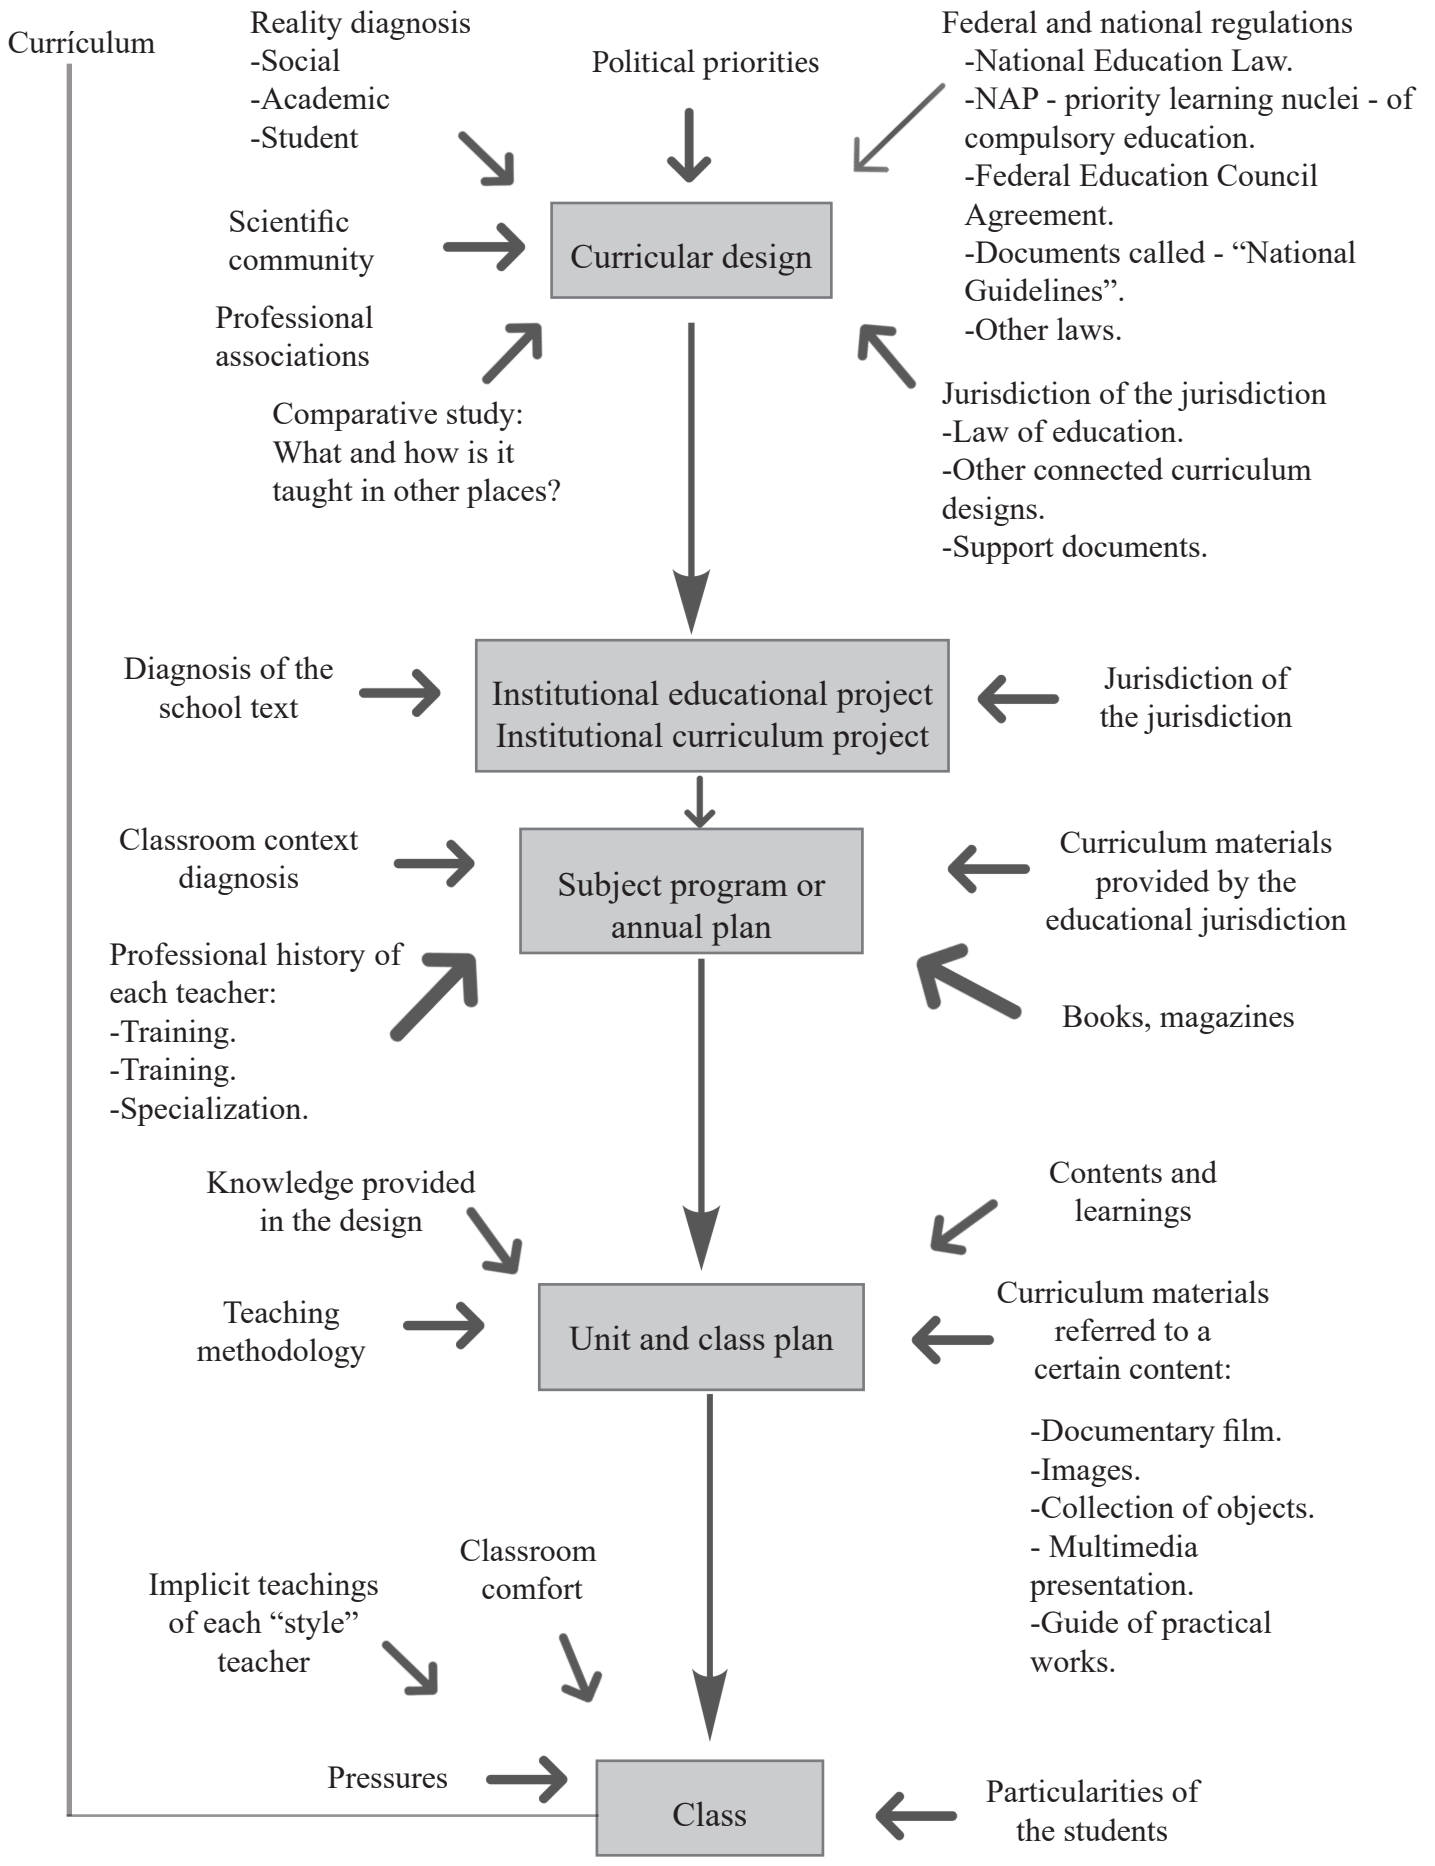 Currículum
Reality diagnosis
-Social
-Academic
-Student
Political priorities
Federal and national regulations
-National Education Law.
-NAP - priority learning nuclei - of
compulsory education.
-Federal Education Council
Agreement.
-Documents called - “National
Guidelines”.
-Other laws.
Scientific
community
Curricular design
Professional
associations
Comparative study:
What and how is it
taught in other places?
Jurisdiction of the jurisdiction
-Law of education.
-Other connected curriculum
designs.
-Support documents.
Diagnosis of the
school text
Institutional educational project
Institutional curriculum project
Jurisdiction of
the jurisdiction
Classroom context
diagnosis
Subject program or
annual plan
Curriculum materials
provided by the
educational jurisdiction
Professional history of
each teacher:
-Training.
-Training.
-Specialization.
Books, magazines
Knowledge provided
in the design
Contents and
learnings
Teaching
methodology
Unit and class plan
Curriculum materials
referred to a
certain content:
-Documentary film.
-Images.
-Collection of objects.
- Multimedia
presentation.
-Guide of practical
works.
Classroom
comfort
Implicit teachings
of each “style”
teacher
Pressures
Class
Particularities of
the students